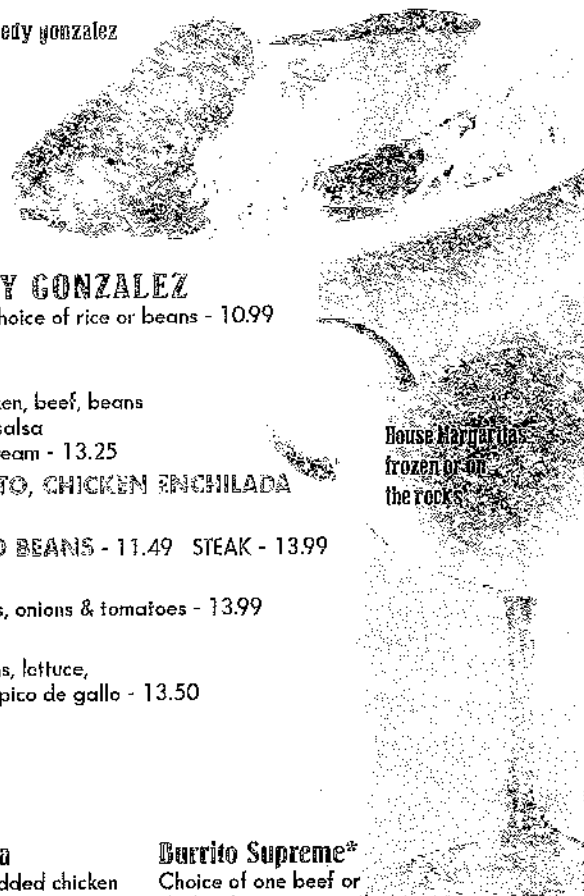 edy gonzalez
Y GONZALEZ
hoice of rice or beans - 10.99
ken, beef, beans
salsa
eam - 13.25
TO, CHICKEN ENCHILADA
O BEANS - 11.49 STEAK - 13.99
s, onions & tomatoes - 13.99
s, lettuce,
pico de gallo - 13.50
House Margaritas
frozen or on
the rocks
a
dded chicken
Burrito Supreme*
Choice of one beef or